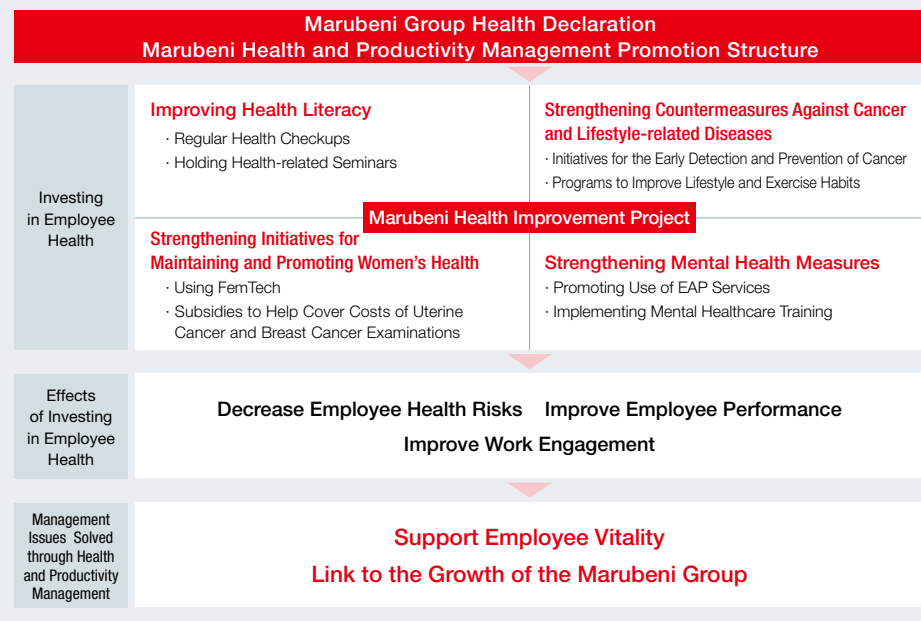 Marubeni Group Health Declaration
Marubeni Health and Productivity Management Promotion Structure
Investing
in Employee
Health
Improving Health Literacy
· Regular Health Checkups
· Holding Health-related Seminars
Strengthening Countermeasures Against Cancer
and Lifestyle-related Diseases
· Initiatives for the Early Detection and Prevention of Cancer
· Programs to Improve Lifestyle and Exercise Habits
Marubeni Health Improvement Project
Strengthening Initiatives for
Maintaining and Promoting Women's Health
· Using FemTech
· Subsidies to Help Cover Costs of Uterine
Cancer and Breast Cancer Examinations
Strengthening Mental Health Measures
· Promoting Use of EAP Services
· Implementing Mental Healthcare Training
Effects
of Investing
in Employee
Health
Decrease Employee Health Risks Improve Employee Performance
Improve Work Engagement
Management
Issues Solved
through Health
and Productivity
Management
Support Employee Vitality
Link to the Growth of the Marubeni Group